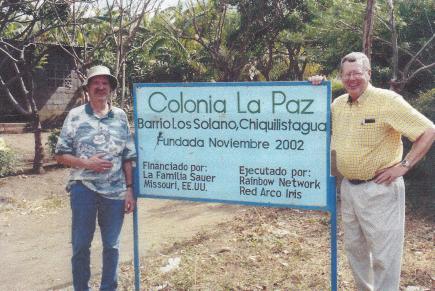 Colonia La Paz
Barrio Los Solano, Chiquilistagua
Fundada Noviembre 2002
Financiado por:
La Familia Sauer
Missouri, EE.UU.
Ejecutado por:
Rainbow Network
Red Arco Iris